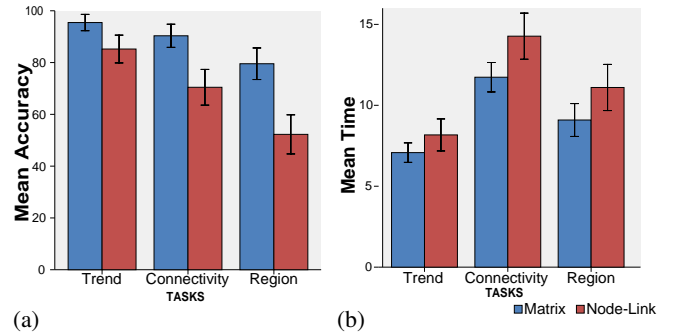 100
80
60
40
20
0
Mean Accuracy
Trend Connectivity Region
TASKS
(a)
15
10
5
0
Mean Time
Trend Connectivity Region
TASKS
Matrix Node-Link
(b)